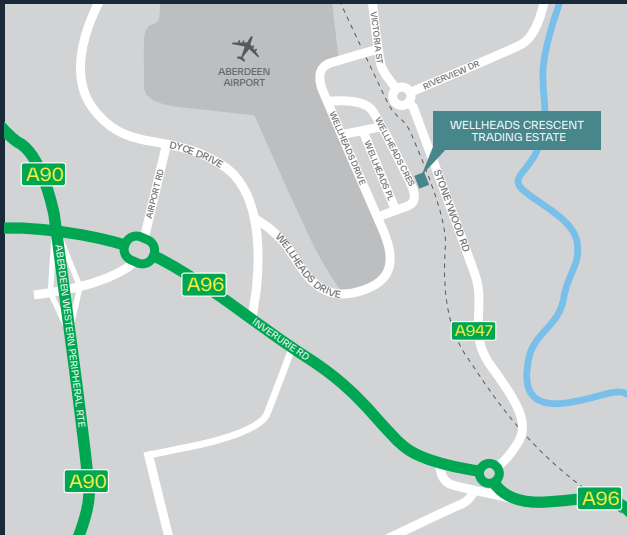 VICTORIA ST
ABERDEEN
AIRPORT
RIVERVIEW DR
WELLHEADS CRESCENT
TRADING ESTATE
WELLHEADS DRIVE
WELLHEADS PL
WELLHEADS CRES
DYCE DRIVE
A90
AIRPORT RD
STONEYWOOD RD
WELLHEADS DRIVE
A96
ABERDEEN WESTERN PERIPHERAL RTE
INVERURIE RD
A947
A90
A96